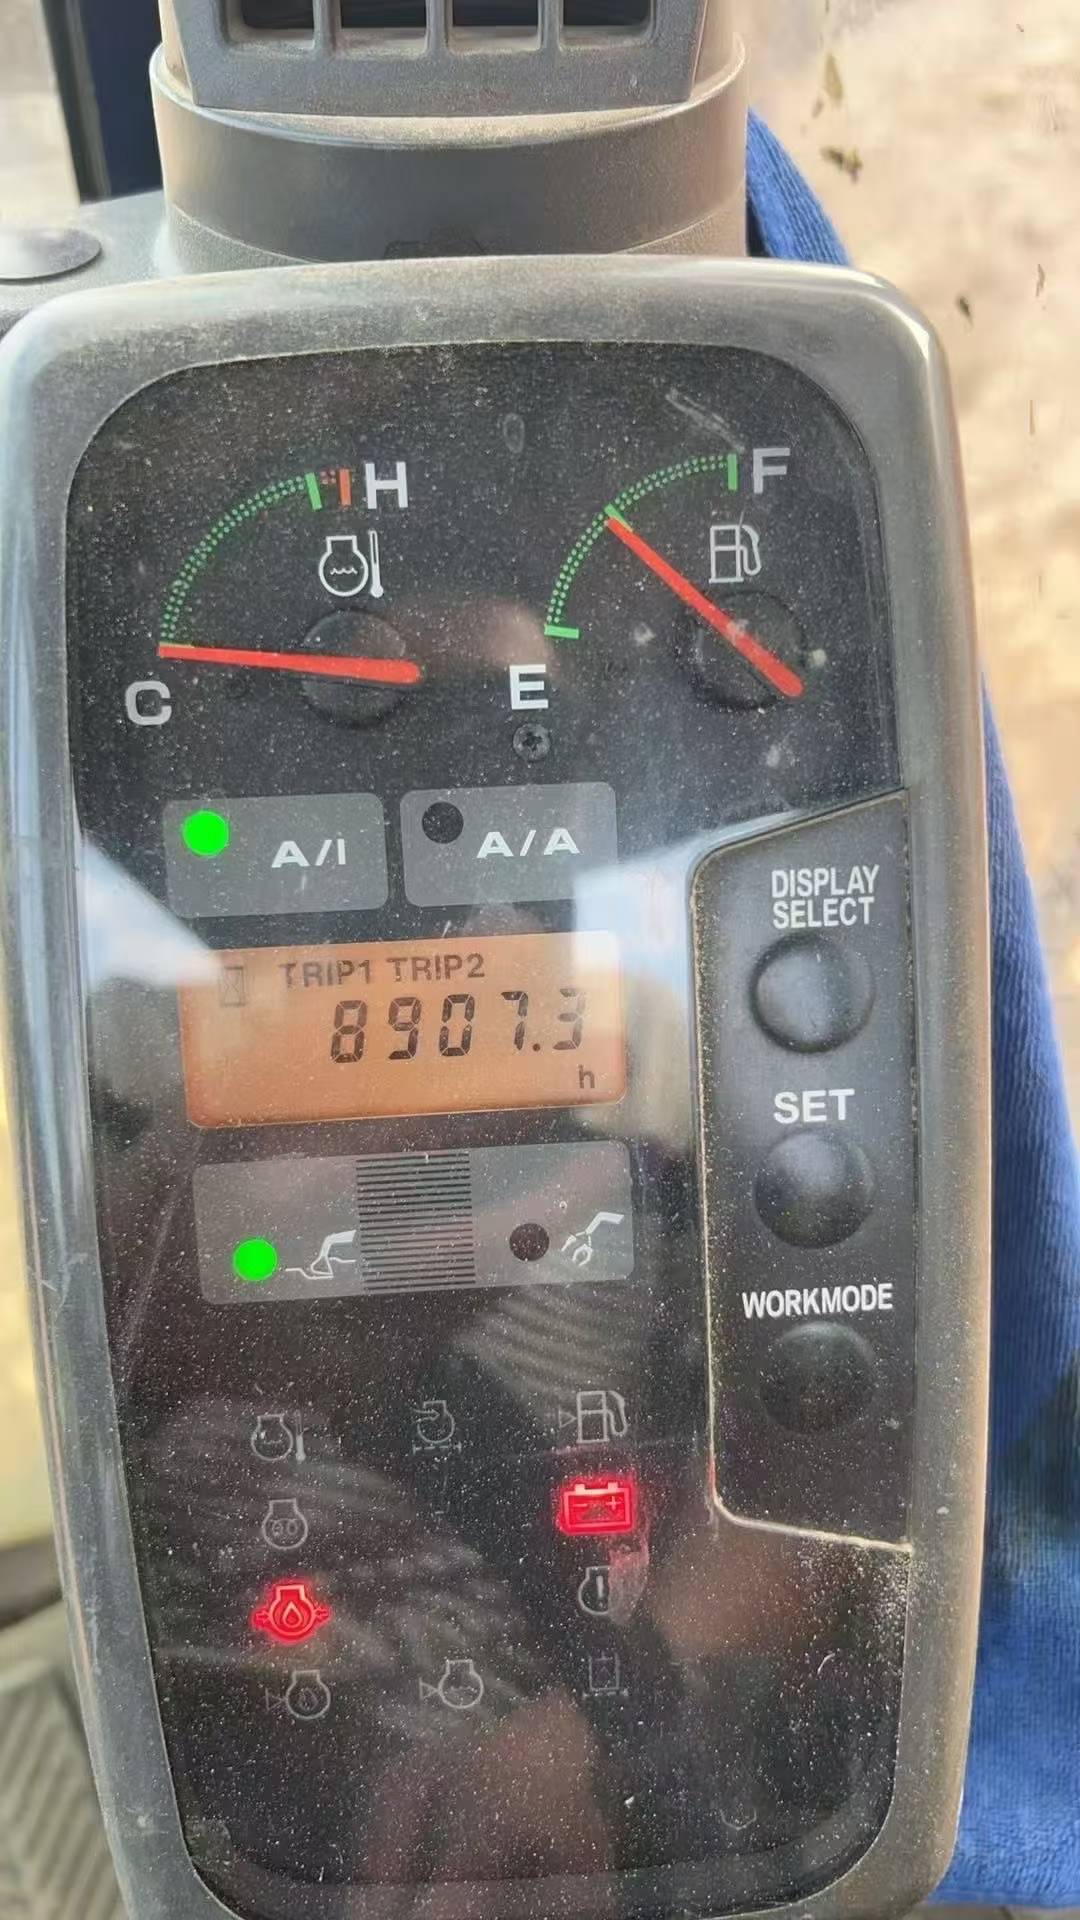 H
F
C
E
A/I
A/A
DISPLAY
SELECT
TRIP1 TRIP2
8907.3
h
SET
WORKMODE